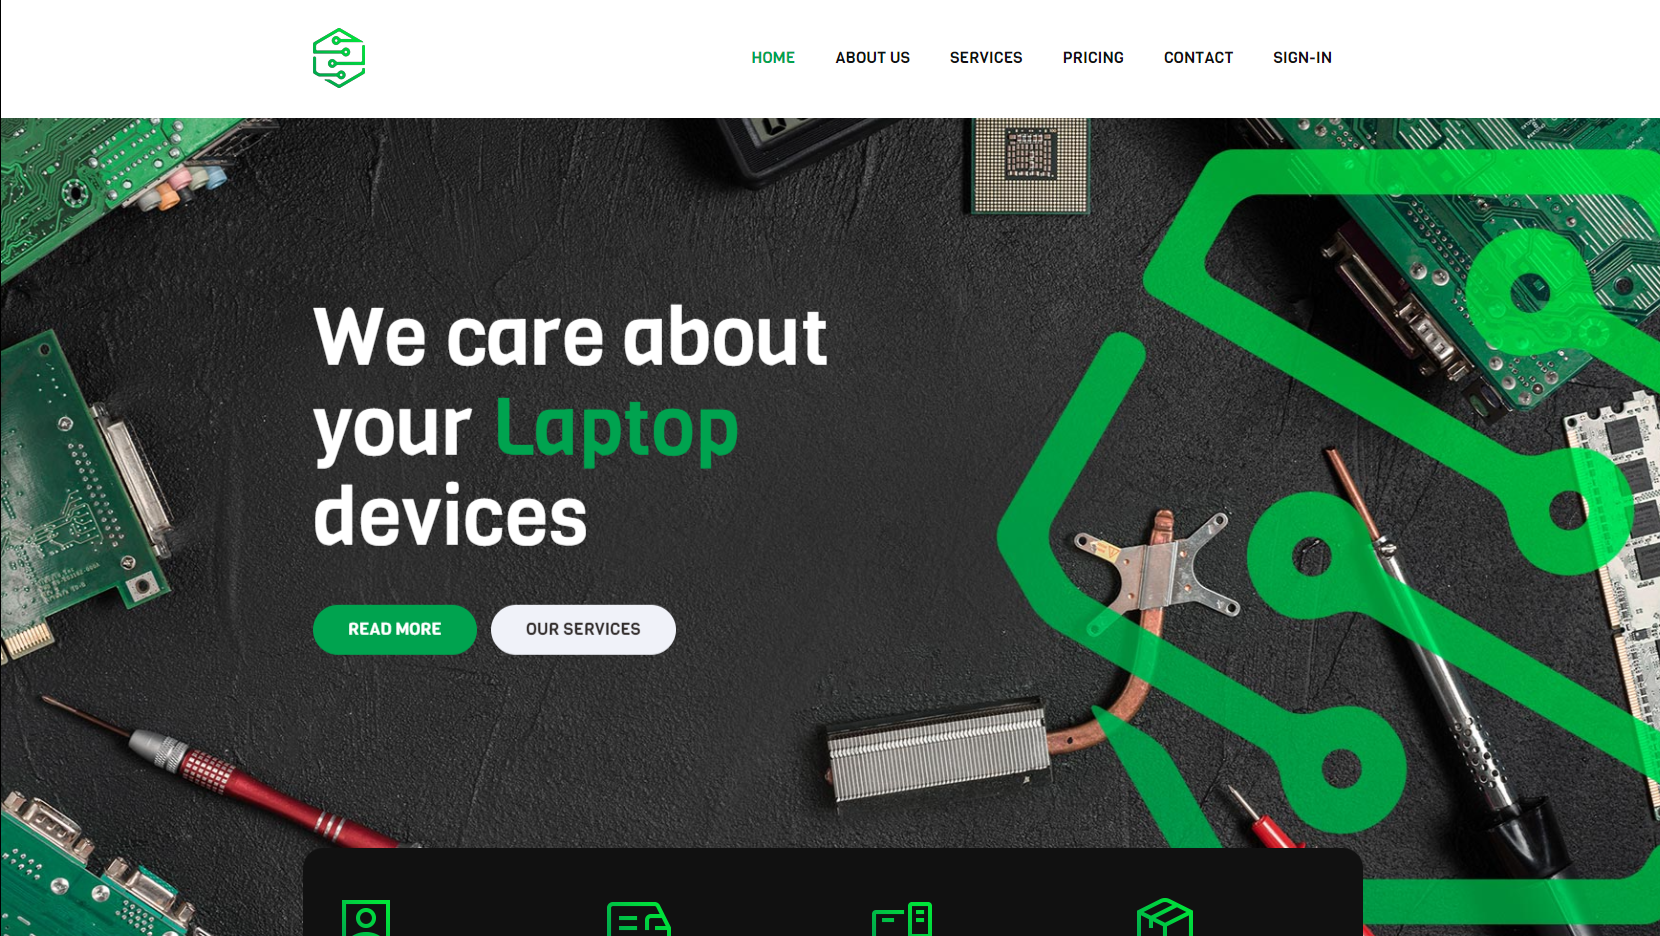 HOME ABOUT US SERVICES PRICING CONTACT SIGN-IN
We care about
your Laptop
devices
READ MORE OUR SERVICES